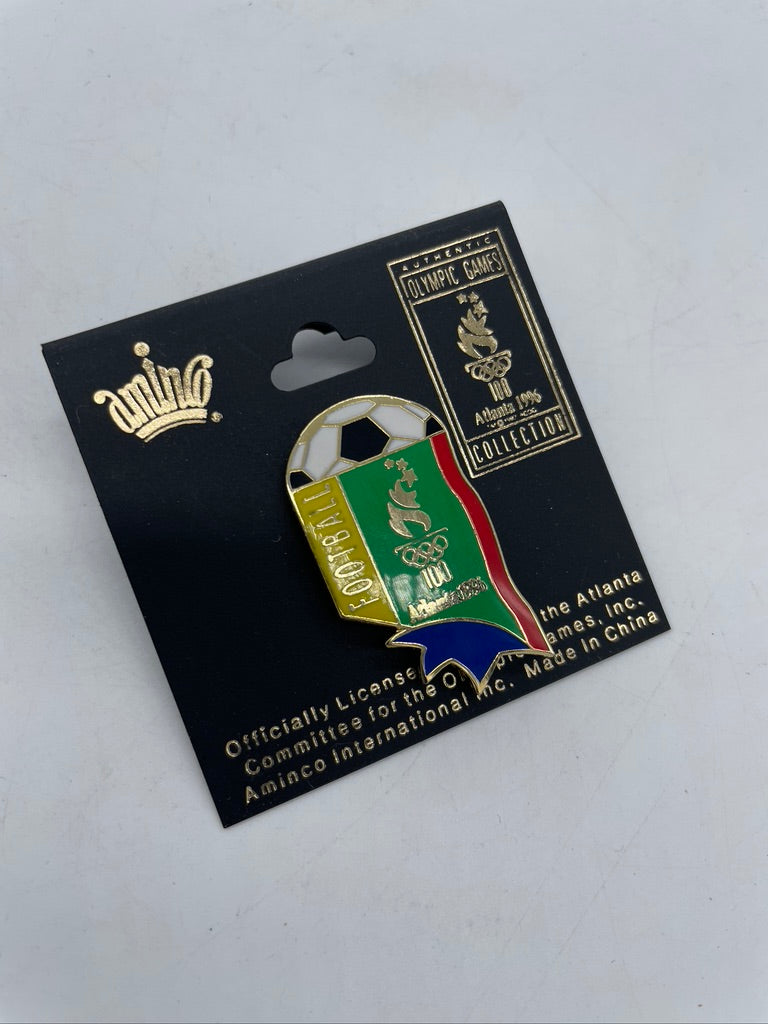 aminco
AUTHENTIC
OLYMPIC GAMES
100
Atlanta 1996
COLLECTION
FOOTBALL
100
Atlanta 1996
Officially License the Atlanta
Committee for the Ol ames, Inc.
Aminco International Inc. Made In China